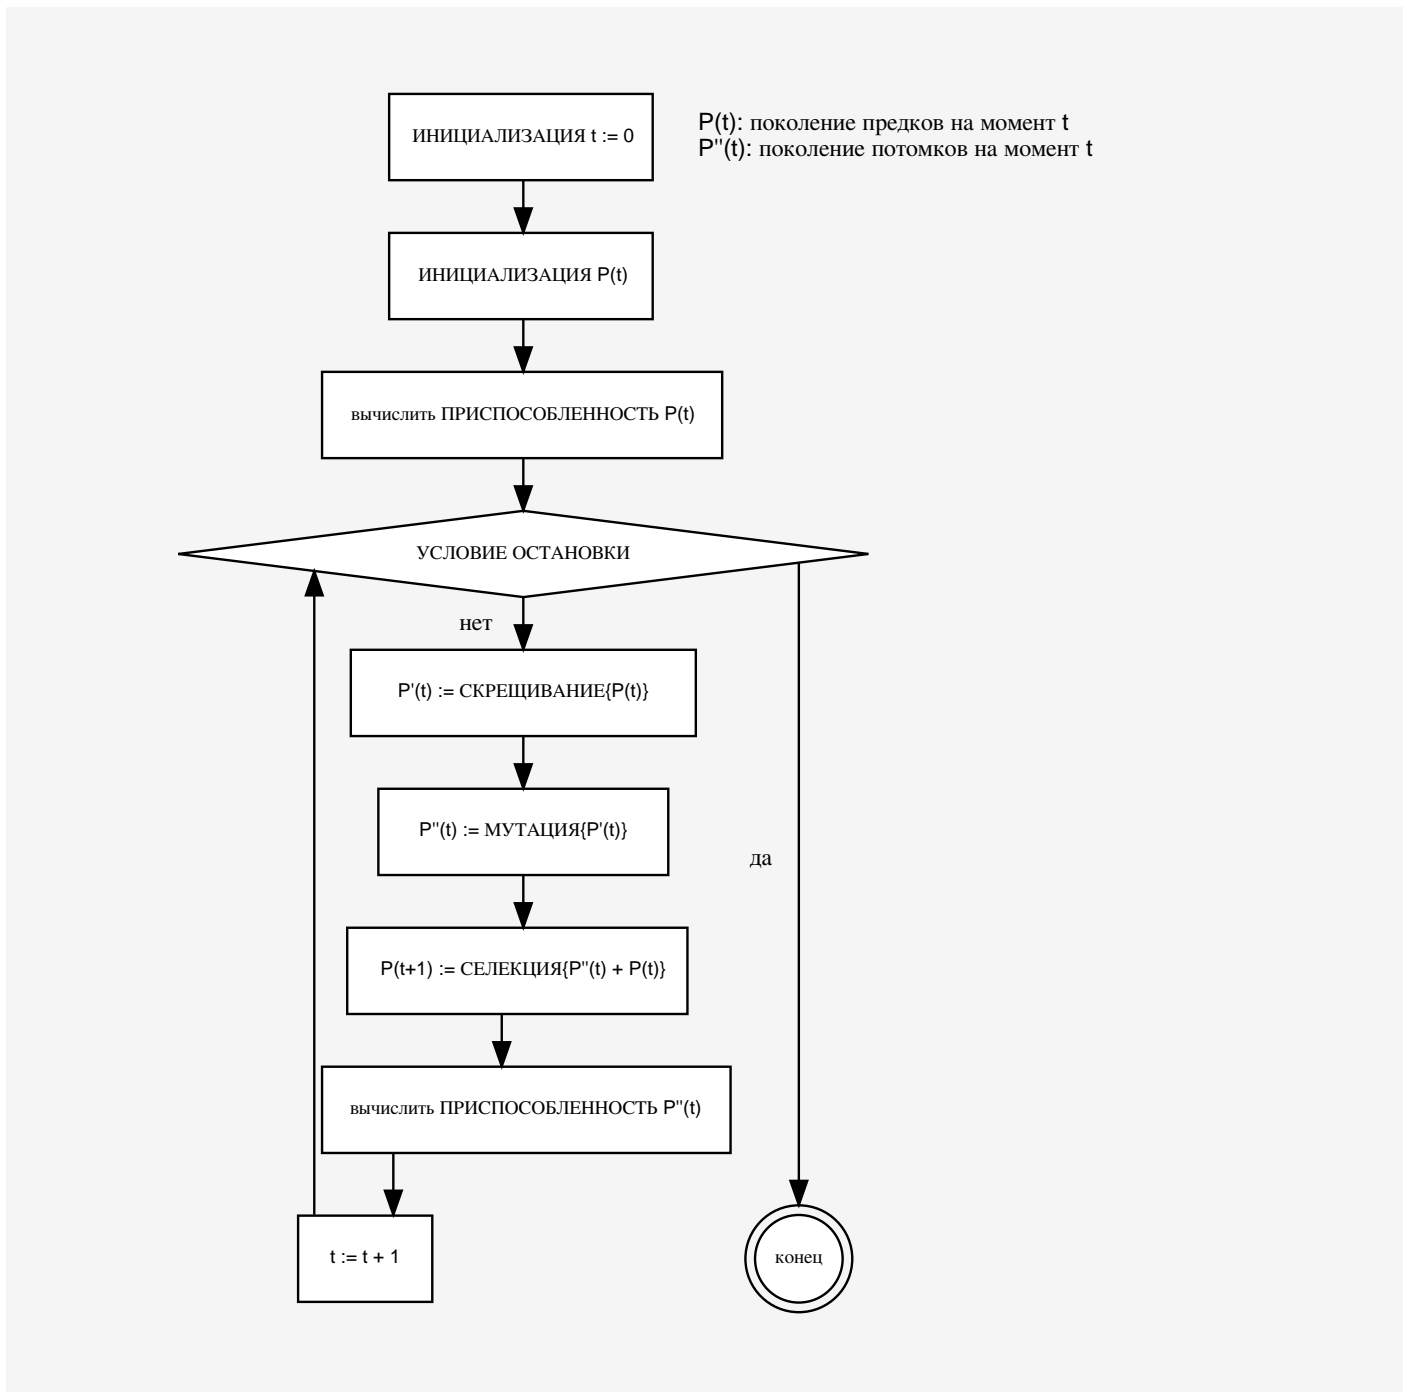 ИНИЦИАЛИЗАЦИЯ t := 0
P(t): поколение предков на момент t
P''(t): поколение потомков на момент t
ИНИЦИАЛИЗАЦИЯ P(t)
вычислить ПРИСПОСОБЛЕННОСТЬ P(t)
УСЛОВИЕ ОСТАНОВКИ
нет
P'(t) := СКРЕЩИВАНИЕ{P(t)}
P''(t) := МУТАЦИЯ{P'(t)}
да
P(t+1) := СЕЛЕКЦИЯ{P''(t) + P(t)}
вычислить ПРИСПОСОБЛЕННОСТЬ P''(t)
t := t + 1
конец